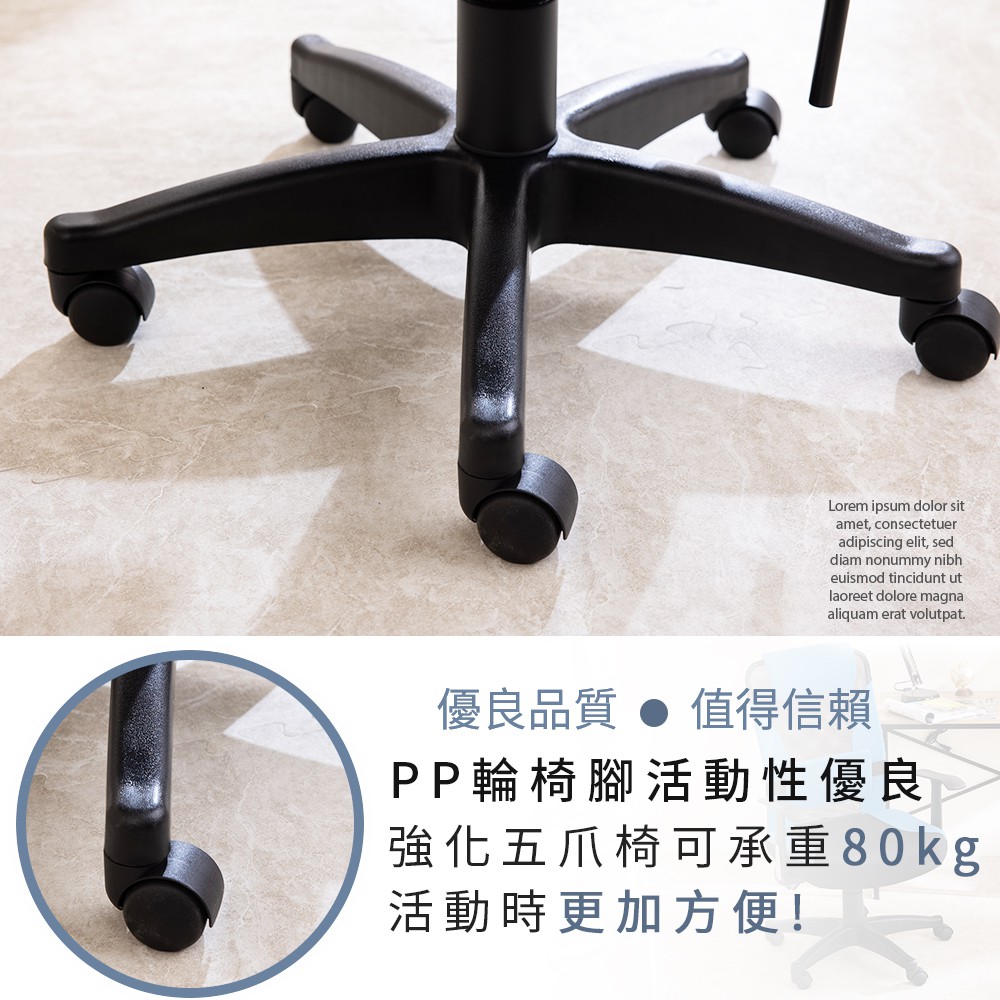 Lorem ipsum dolor sit
amet, consectetuer
adipiscing elit, sed
diam nonummy nibh
euismod tincidunt ut
laoreet dolore magna
aliquam erat volutpat.
優良品質 ● 值得信賴
PP輪椅腳活動性優良
強化五爪椅可承重80kg
活動時更加方便!